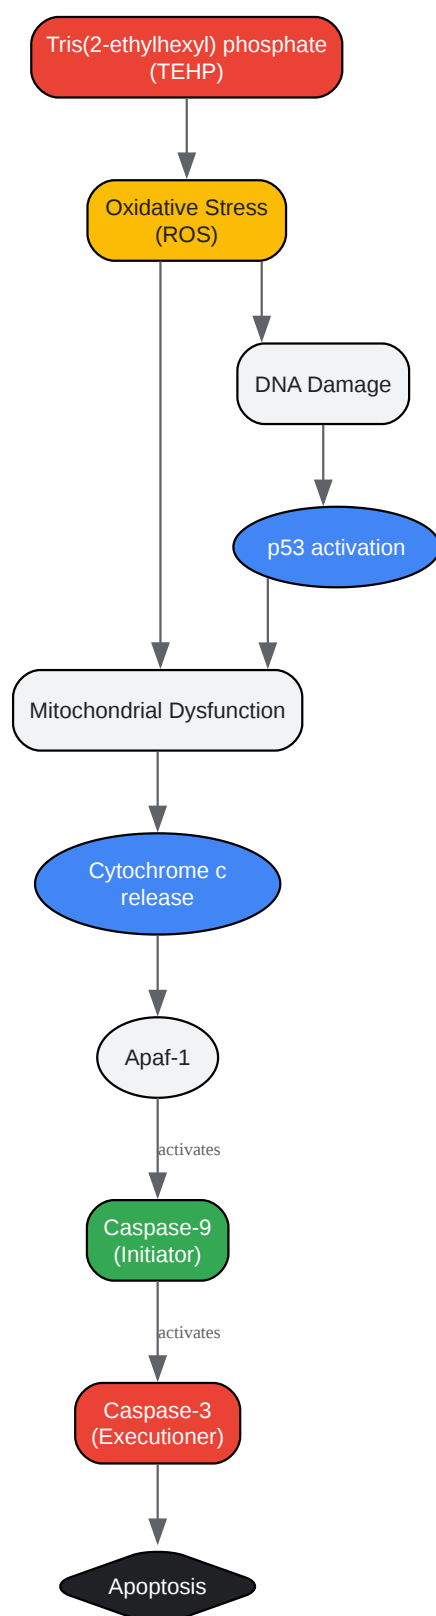 Tris(2-ethylhexyl) phosphate
(TEHP)
Oxidative Stress
(ROS)
DNA Damage
p53 activation
Mitochondrial Dysfunction
Cytochrome c
release
Apaf-1
activates
Caspase-9
(Initiator)
activates
Caspase-3
(Executioner)
Apoptosis